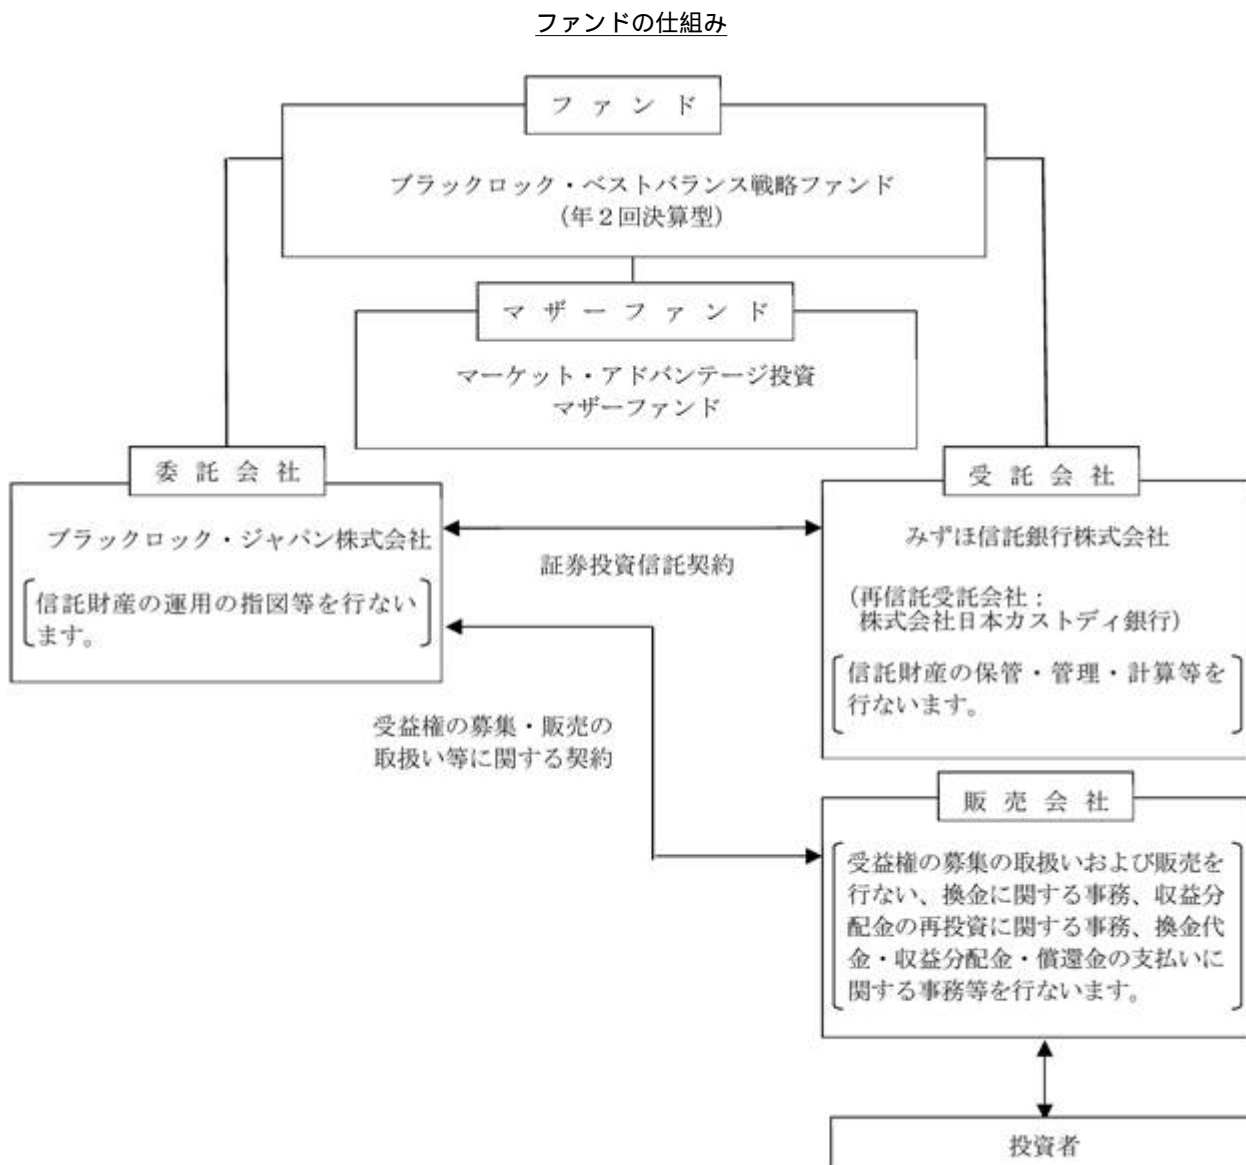 ファンドの仕組み
ファンド
ブラックロック・ベストバランス戦略ファンド
（年２回決算型）
マザーファンド
マーケット・アドバンテージ投資
マザーファンド
委託会社
ブラックロック・ジャパン株式会社
信託財産の運用の指図等を行ない
ます。
証券投資信託契約
受託会社
みずほ信託銀行株式会社
（再信託受託会社：
株式会社日本カストディ銀行）
信託財産の保管・管理・計算等を
行ないます。
受益権の募集・販売の
取扱い等に関する契約
販売会社
受益権の募集の取扱いおよび販売を
行ない、換金に関する事務、収益分
配金の再投資に関する事務、換金代
金・収益分配金・償還金の支払いに
関する事務等を行ないます。
投資者